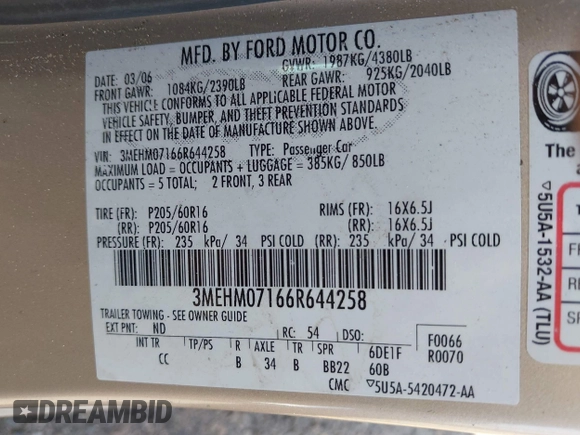 MFD. BY FORD MOTOR CO.
DATE: 03/06 GVWR: 1987KG/4380LB
FRONT GAWR: 1084KG/2390LB REAR GAWR: 925KG/2040LB
THIS VEHICLE CONFORMS TO ALL APPLICABLE FEDERAL MOTOR
VEHICLE SAFETY, BUMPER, AND THEFT PREVENTION STANDARDS
IN EFFECT ON THE DATE OF MANUFACTURE SHOWN ABOVE.
VIN: 3MEHM07166R644258 TYPE: Passenger Car
MAXIMUM LOAD = OCCUPANTS + LUGGAGE = 385KG/ 850LB
OCCUPANTS = 5 TOTAL; 2 FRONT, 3 REAR
TIRE (FR): P205/60R16 RIMS (FR): 16X6.5J
(RR): P205/60R16 (RR): 16X6.5J
PRESSURE (FR): 235 kPa/ 34 PSI COLD (RR): 235 kPa/ 34 PSI COLD
3MEHM07166R644258
TRAILER TOWING - SEE OWNER GUIDE
EXT PNT: ND RC: 54 DSO: F0066
INT TR TP/PS R AXLE TR SPR 6DE1F R0070
CC B 34 B BB22 60B
CMC ▽5U5A-5420472-AA
The
▽5U5A-1532-AA (TLU)
DREAMBID